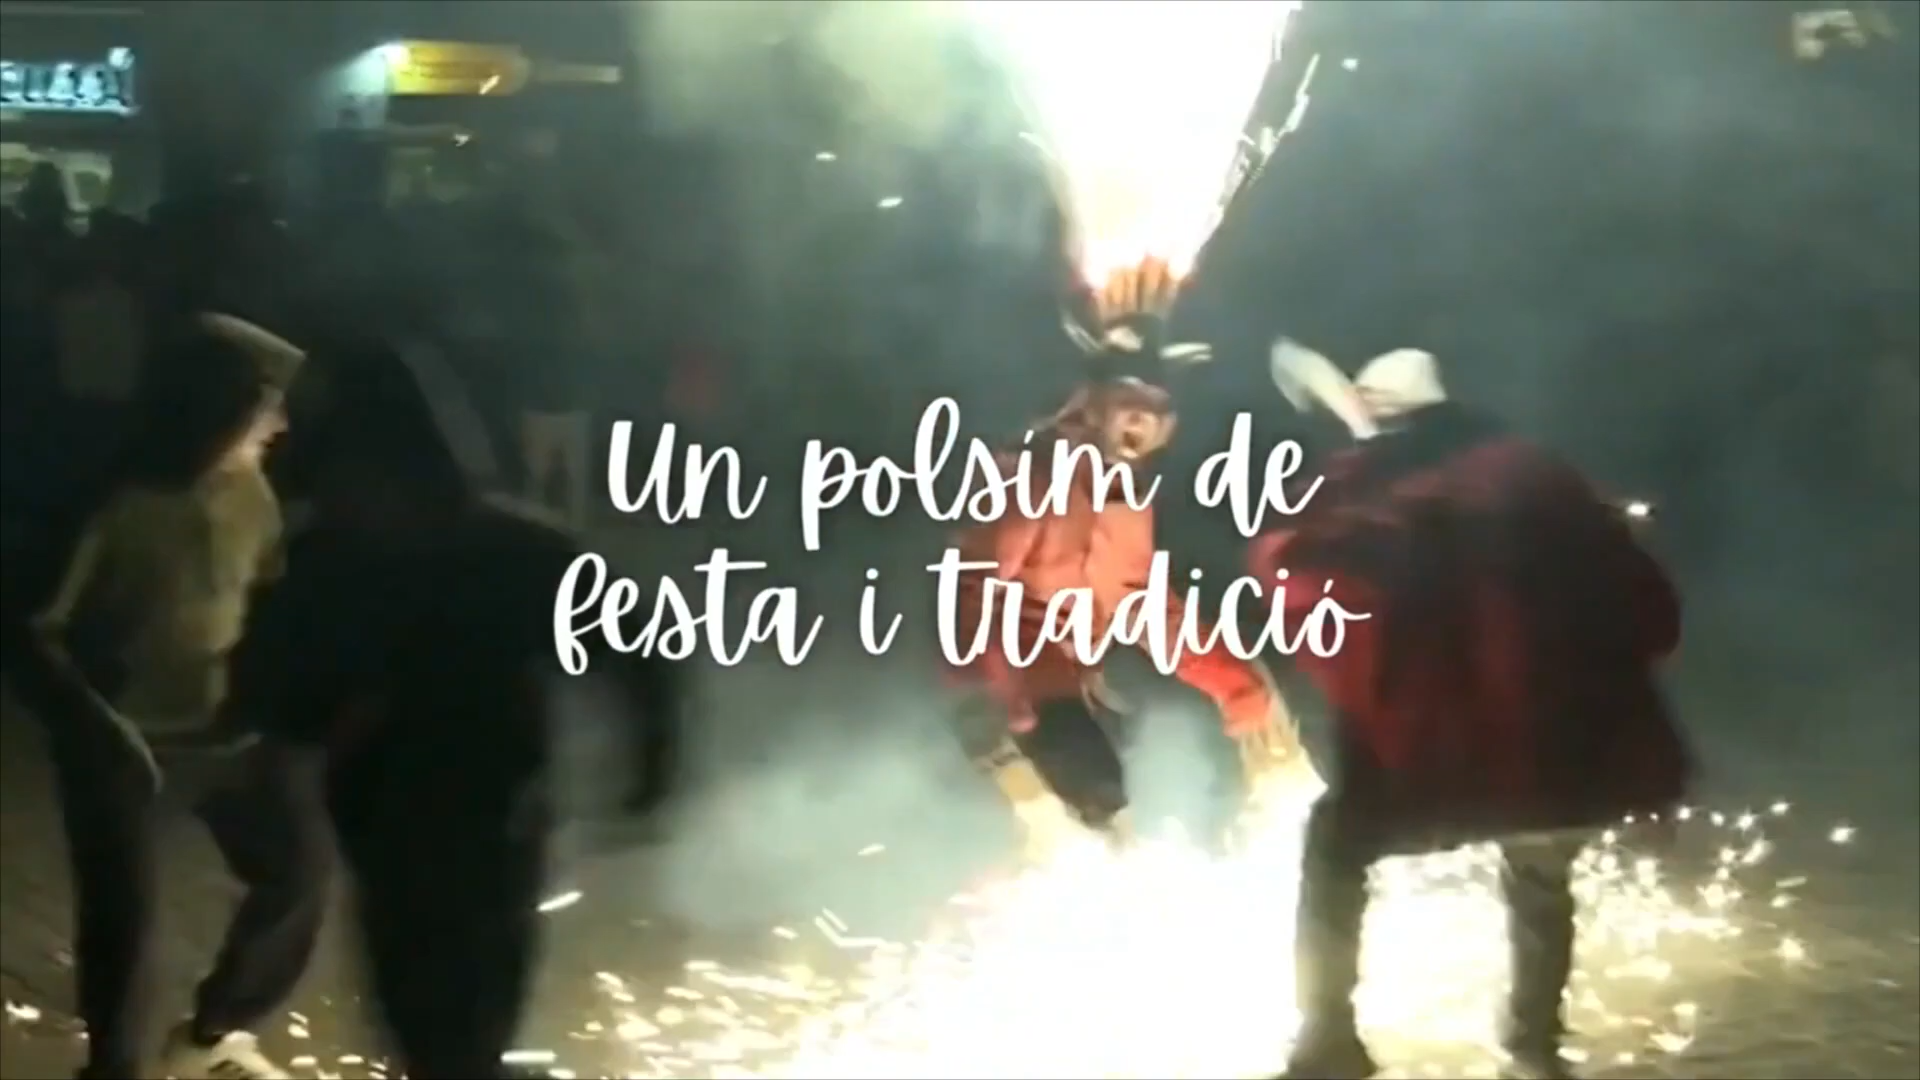 Un polsim de
festa i tradició